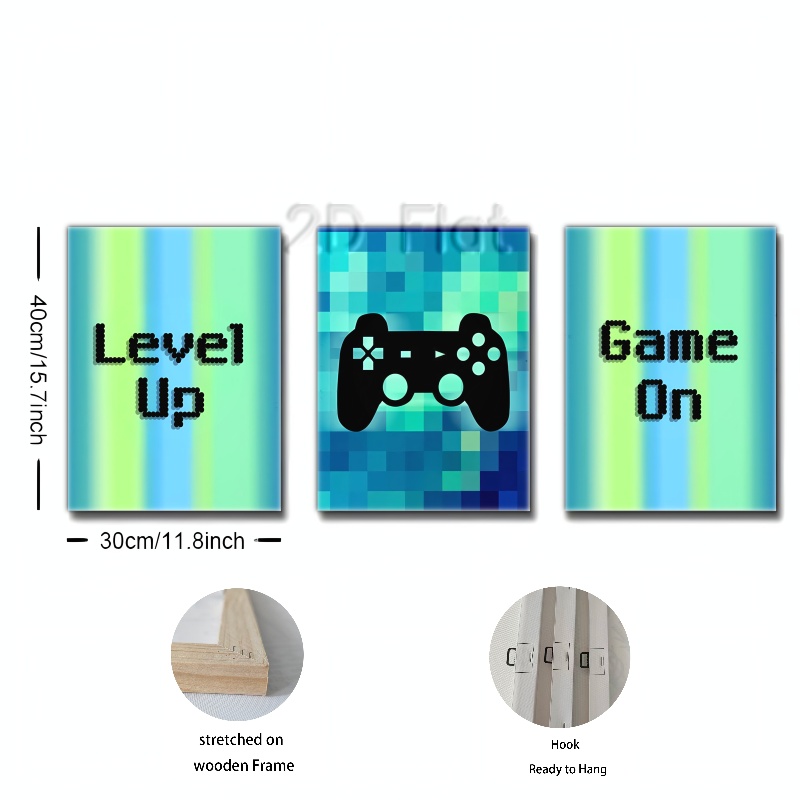 2D Flat
Level
Up
Game
On
40cm/15.7inch
30cm/11.8inch
stretched on
wooden Frame
Hook
Ready to Hang